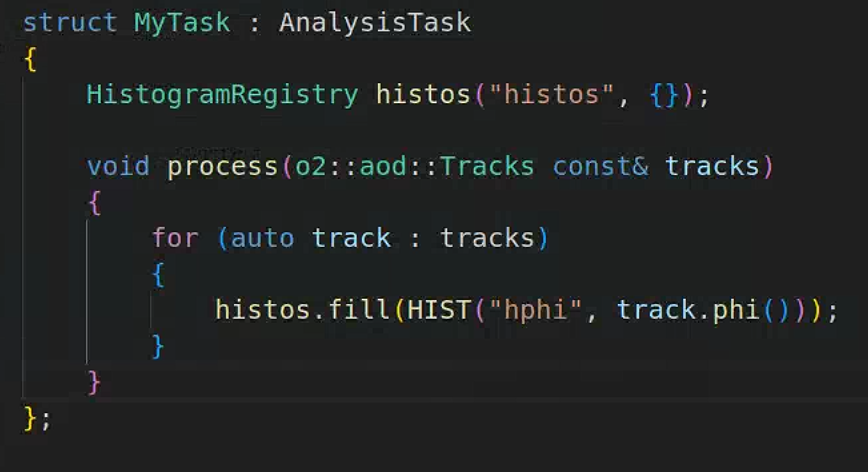 struct MyTask : AnalysisTask
{
    HistogramRegistry histos("histos", {});
    void process(o2::aod::Tracks const& tracks)
    {
        for (auto track : tracks)
        {
            histos.fill(HIST("hphi", track.phi()));
        }
    }
};